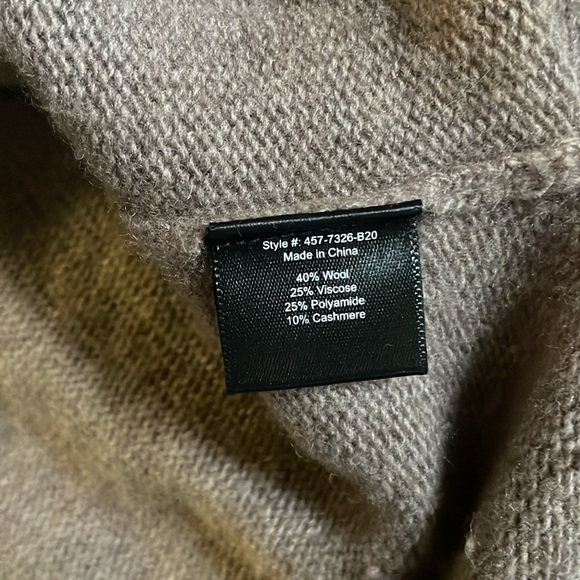 Style #: 457-7326-B20
Made in China
40% Wool
25% Viscose
25% Polyamide
10% Cashmere